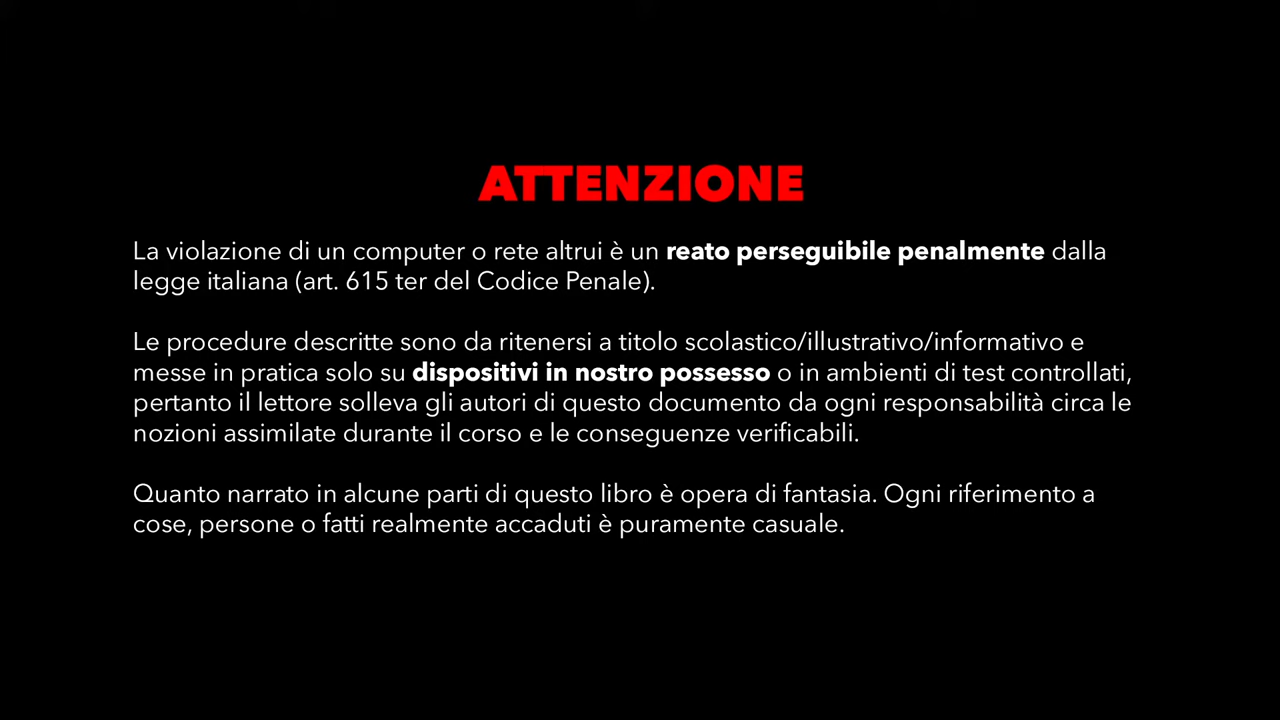 ATTENZIONE
La violazione di un computer o rete altrui è un reato perseguibile penalmente dalla
legge italiana (art. 615 ter del Codice Penale).
Le procedure descritte sono da ritenersi a titolo scolastico/illustrativo/informativo e
messe in pratica solo su dispositivi in nostro possesso o in ambienti di test controllati,
pertanto il lettore solleva gli autori di questo documento da ogni responsabilità circa le
nozioni assimilate durante il corso e le conseguenze verificabili.
Quanto narrato in alcune parti di questo libro è opera di fantasia. Ogni riferimento a
cose, persone o fatti realmente accaduti è puramente casuale.